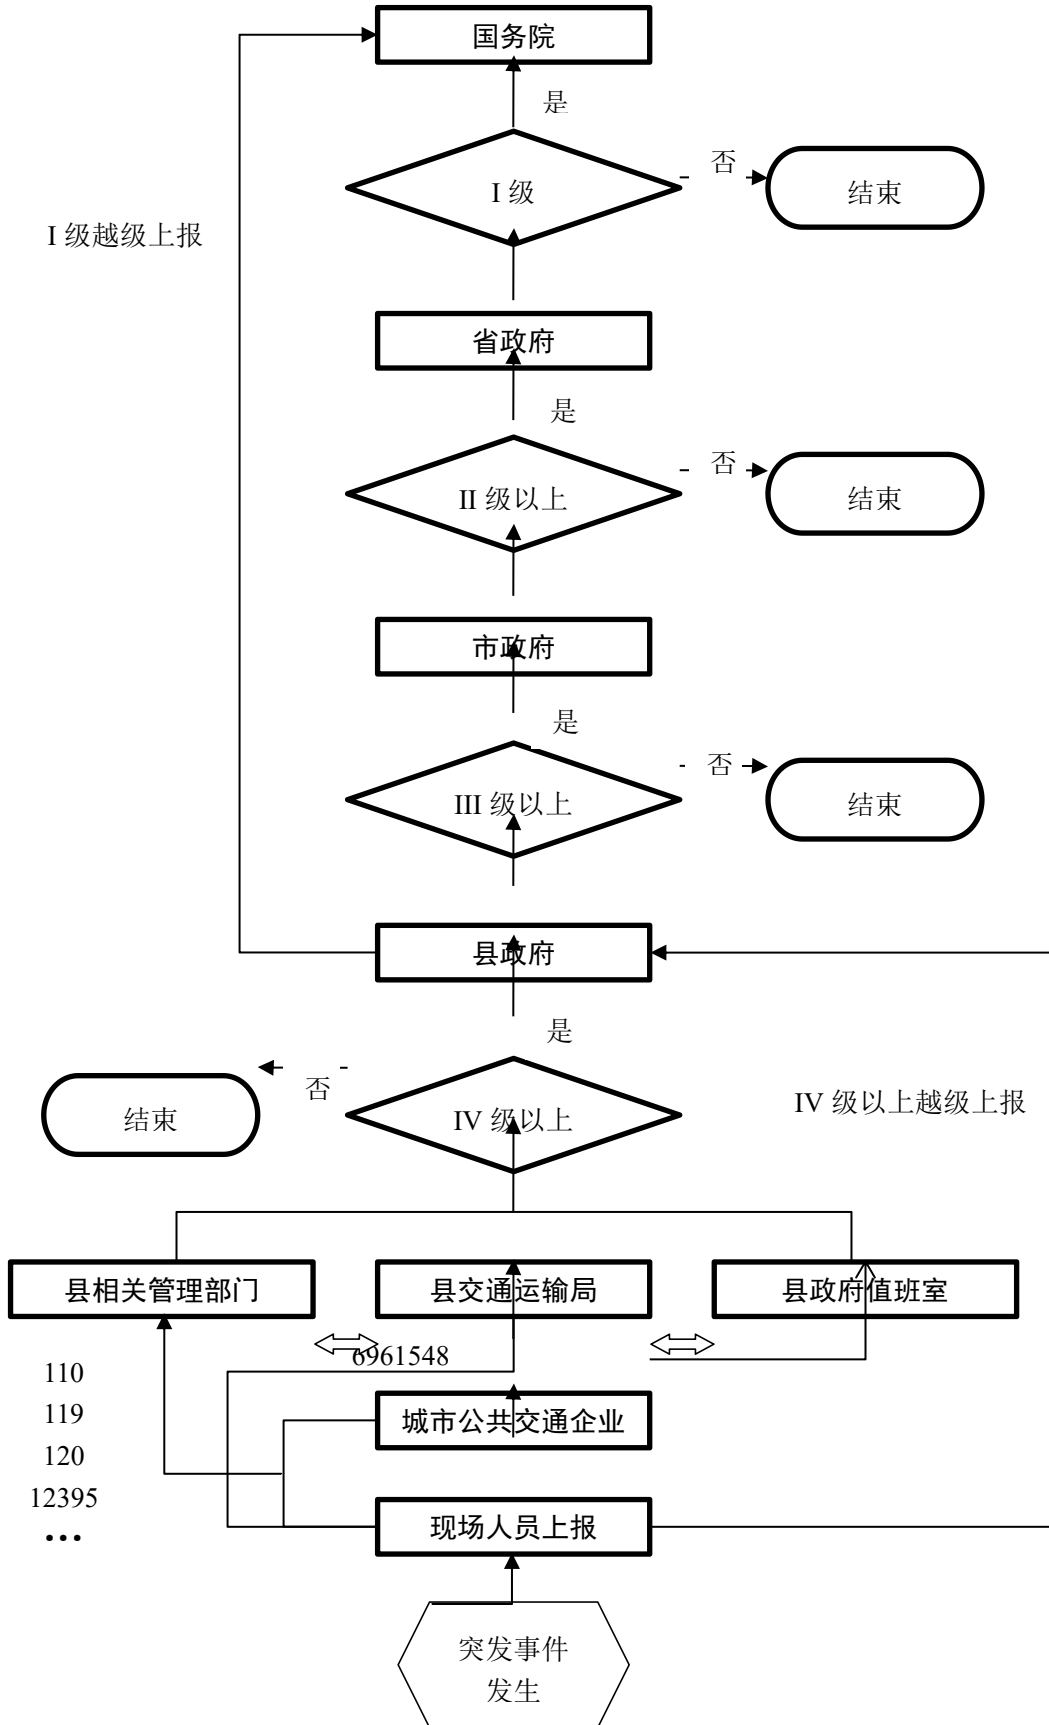 国务院
是
I 级
否
结束
I 级越级上报
省政府
是
II 级以上
否
结束
市政府
是
III 级以上
否
结束
县政府
是
IV 级以上
否
结束
IV 级以上越级上报
县相关管理部门
县交通运输局
县政府值班室
6961548
110
119
120
12395
…
城市公共交通企业
现场人员上报
突发事件
发生